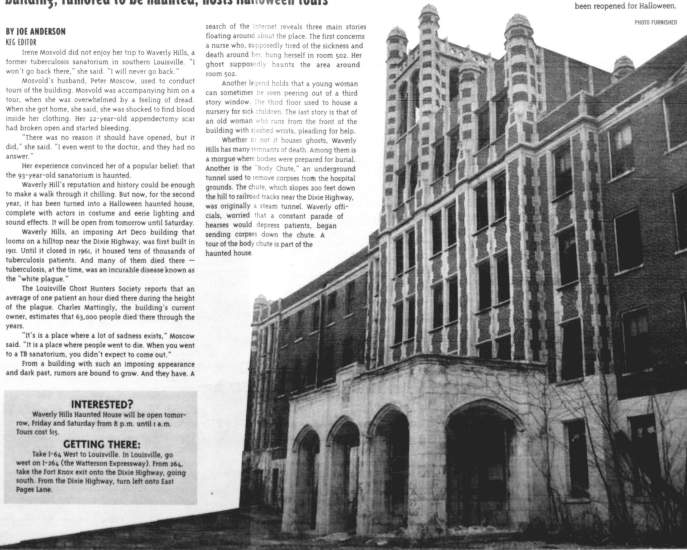 building, rumored to be haunted, hosts Halloween tours
been reopened for Halloween.
PHOTO FURNISHED
BY JOE ANDERSON
KEG EDITOR
Irene Mosvold did not enjoy her trip to Waverly Hills, a
former tuberculosis sanatorium in southern Louisville. "I
won't go back there," she said. "I will never go back."
Mosvold's husband, Peter Moscow, used to conduct
tours of the building. Mosvold was accompanying him on a
tour, when she was overwhelmed by a feeling of dread.
When she got home, she said, she was shocked to find blood
inside her clothing. Her 22-year-old appendectomy scar
had broken open and started bleeding.
"There was no reason it should have opened, but it
did," she said. "I even went to the doctor, and they had no
answer."
Her experience convinced her of a popular belief: that
the 93-year-old sanatorium is haunted.
Waverly Hill's reputation and history could be enough
to make a walk through it chilling. But now, for the second
year, it has been turned into a Halloween haunted house,
complete with actors in costume and eerie lighting and
sound effects. It will be open from tomorrow until Saturday.
Waverly Hills, an imposing Art Deco building that
looms on a hilltop near the Dixie Highway, was first built in
1911. Until it closed in 1961, it housed tens of thousands of
tuberculosis patients. And many of them died there —
tuberculosis, at the time, was an incurable disease known as
the "white plague."
The Louisville Ghost Hunters Society reports that an
average of one patient an hour died there during the height
of the plague. Charles Mattingly, the building's current
owner, estimates that 63,000 people died there through the
years.
"It's is a place where a lot of sadness exists," Moscow
said. "It is a place where people went to die. When you went
to a TB sanatorium, you didn't expect to come out."
From a building with such an imposing appearance
and dark past, rumors are bound to grow. And they have. A
search of the Internet reveals three main stories
floating around about the place. The first concerns
a nurse who, supposedly tired of the sickness and
death around her, hung herself in room 502. Her
ghost supposedly haunts the area around
room 502.
Another legend holds that a young woman
can sometimes be seen peering out of a third
story window. The third floor used to house a
nursery for sick children. The last story is that of
an old woman who runs from the front of the
building with slashed wrists, pleading for help.
Whether or not it houses ghosts, Waverly
Hills has many remnants of death. Among them is
a morgue where bodies were prepared for burial.
Another is the "Body Chute," an underground
tunnel used to remove corpses from the hospital
grounds. The chute, which slopes 200 feet down
the hill to railroad tracks near the Dixie Highway,
was originally a steam tunnel. Waverly offi-
cials, worried that a constant parade of
hearses would depress patients, began
sending corpses down the chute. A
tour of the body chute is part of the
haunted house.
INTERESTED?
Waverly Hills Haunted House will be open tomor-
row, Friday and Saturday from 8 p.m. until 1 a.m.
Tours cost $15.
GETTING THERE:
Take I-64 West to Louisville. In Louisville, go
west on I-264 (the Watterson Expressway). From 264,
take the Fort Knox exit onto the Dixie Highway, going
south. From the Dixie Highway, turn left onto East
Pages Lane.